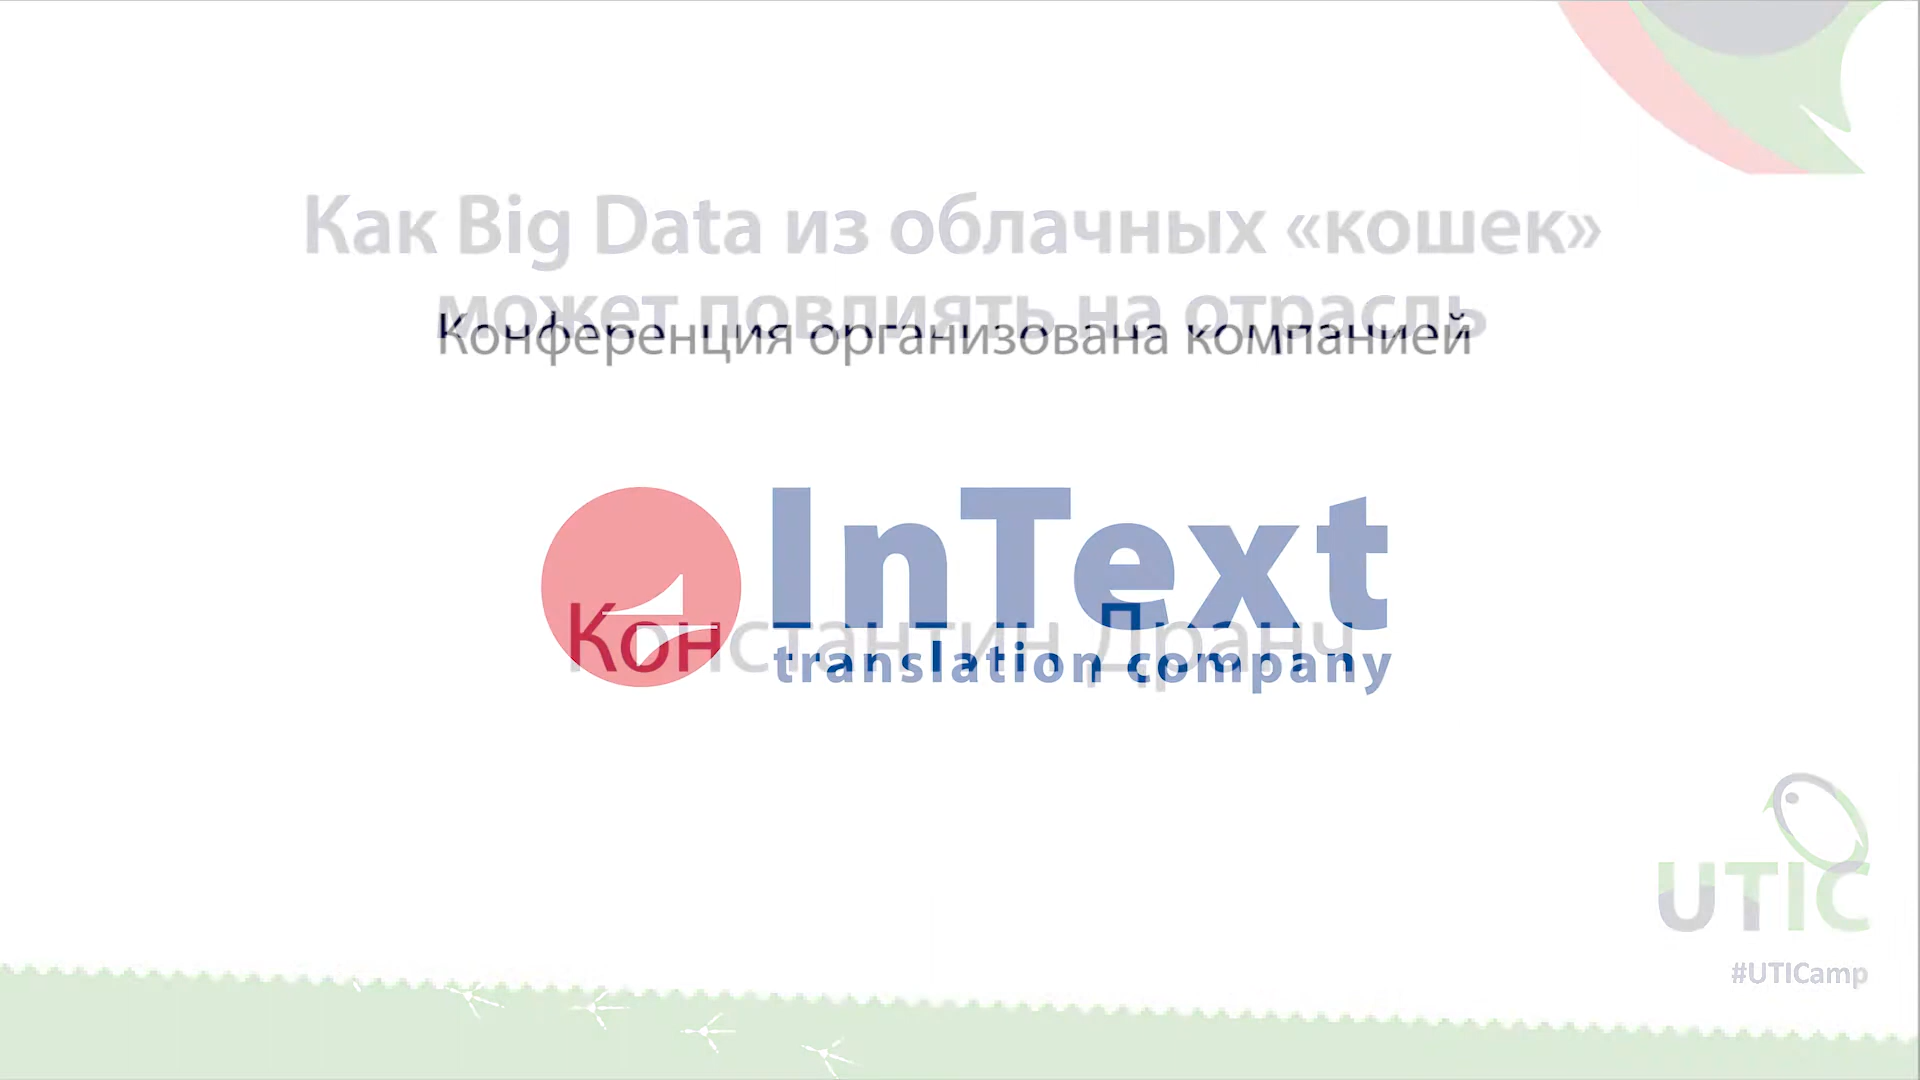 Как Big Data из облачных «кошек»
может повлиять на отрасль
Конференция организована компанией
InText
Константин Дранч
translation company
UTIC
#UTICamp